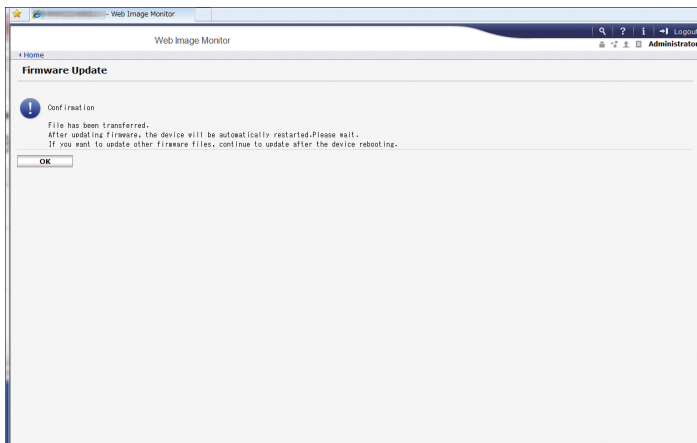 - Web Image Monitor
? i Logout
Web Image Monitor
Administrator
Home
Firmware Update
Confirmation
File has been transferred.
After updating firmware, the device will be automatically restarted.Please wait.
If you want to update other firmware files, continue to update after the device rebooting.
OK